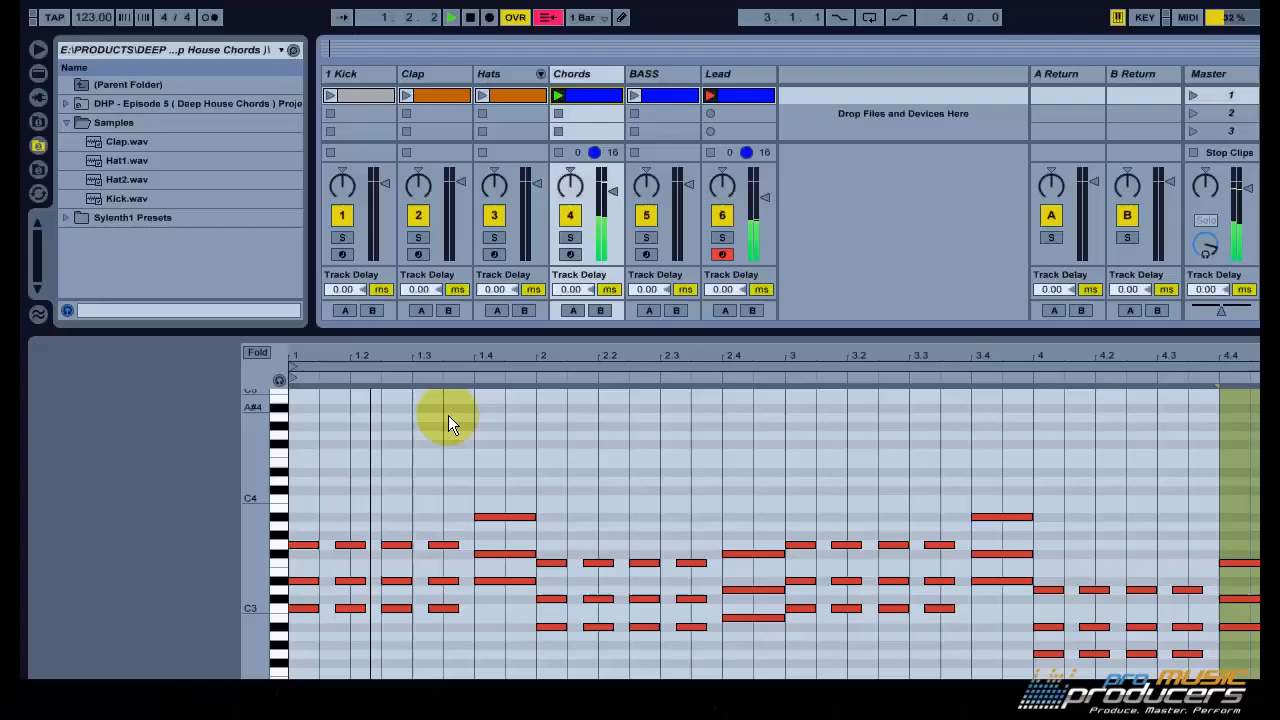 TAP 123.00 4 / 4 1. 2. 2 OVR 1 Bar 3. 1. 1 4. 0. 0 KEY MIDI 32 %
E:\PRODUCTS\DEEP ...p House Chords )\
Name
(Parent Folder)
DHP - Episode 5 ( Deep House Chords ) Proje
Samples
Clap.wav
Hat1.wav
Hat2.wav
Kick.wav
Sylenth1 Presets
1 Kick Clap Hats Chords BASS Lead A Return B Return Master
1
Drop Files and Devices Here 2
3
0 16 0 16 Stop Clips
1 2 3 4 5 6 A B Solo
S S S S S S S S
Track Delay Track Delay Track Delay Track Delay Track Delay Track Delay Track Delay Track Delay Track Delay
0.00 ms 0.00 ms 0.00 ms 0.00 ms 0.00 ms 0.00 ms 0.00 ms 0.00 ms 0.00 ms
A B A B A B A B A B A B A B A B
Fold 1 1.2 1.3 1.4 2 2.2 2.3 2.4 3 3.2 3.3 3.4 4 4.2 4.3 4.4
A#4
C4
C3
pro MUSIC
producers
Produce. Master. Perform